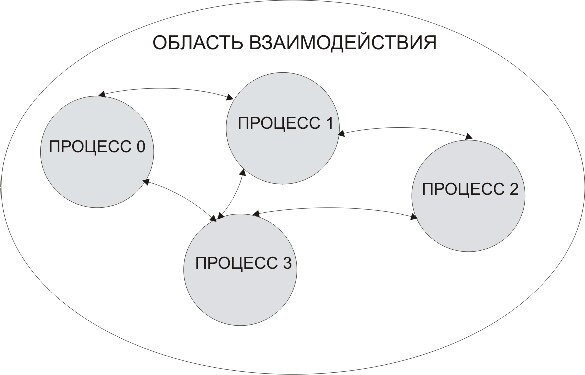 ОБЛАСТЬ ВЗАИМОДЕЙСТВИЯ
ПРОЦЕСС 0
ПРОЦЕСС 1
ПРОЦЕСС 2
ПРОЦЕСС 3